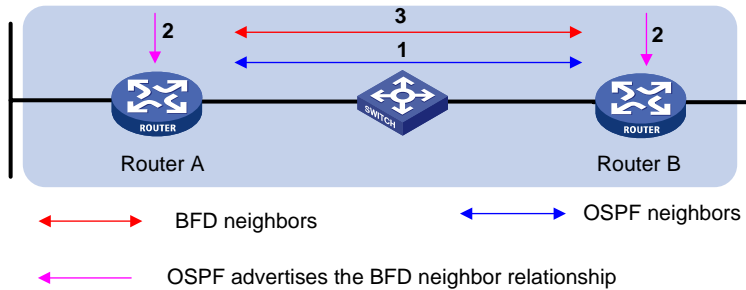 3
2
2
1
ROUTER
SWITCH
ROUTER
Router A
Router B
BFD neighbors
OSPF neighbors
OSPF advertises the BFD neighbor relationship